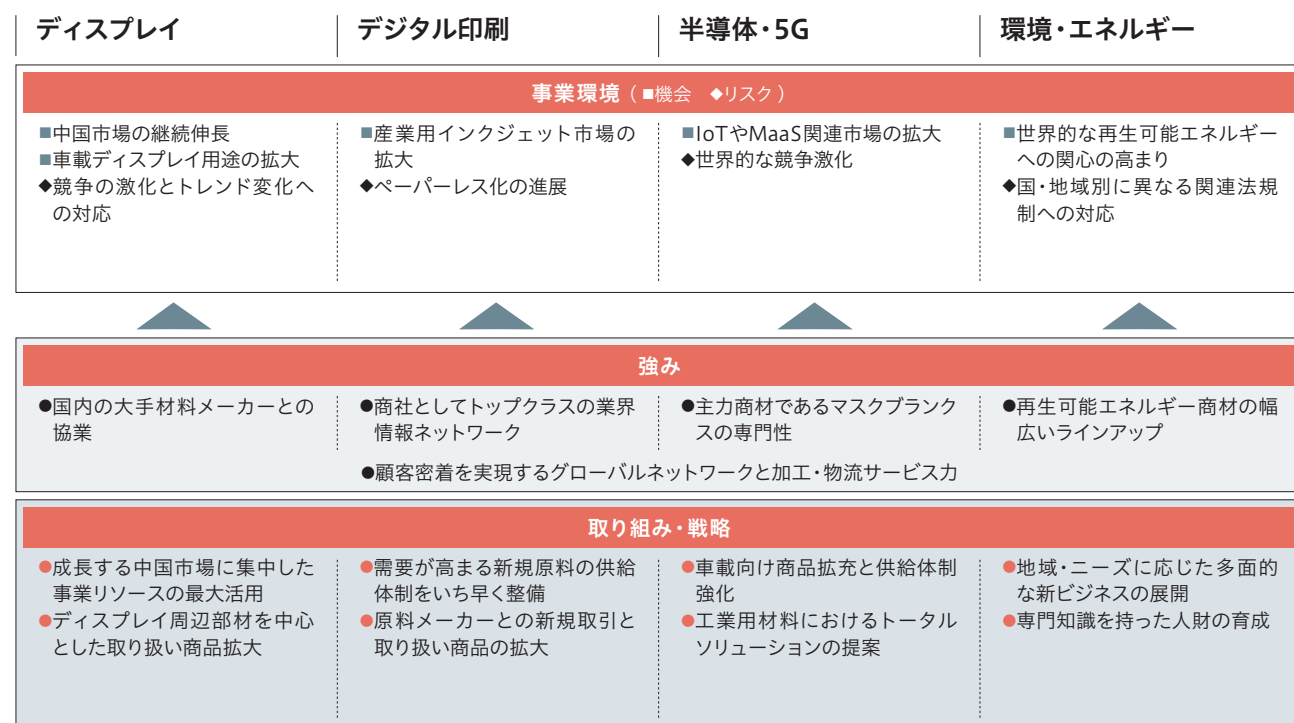 ディスプレイ
デジタル印刷
半導体・5G
環境・エネルギー
事業環境（■機会　◆リスク）
■中国市場の継続伸長
■車載ディスプレイ用途の拡大
◆競争の激化とトレンド変化へ
の対応
■産業用インクジェット市場の
拡大
◆ペーパーレス化の進展
■IoTやMaaS関連市場の拡大
◆世界的な競争激化
■世界的な再生可能エネルギー
への関心の高まり
◆国・地域別に異なる関連法規
制への対応
強み
●国内の大手材料メーカーとの
協業
●商社としてトップクラスの業界
情報ネットワーク
●主力商材であるマスクブランク
スの専門性
●再生可能エネルギー商材の幅
広いラインアップ
●顧客密着を実現するグローバルネットワークと加工・物流サービス力
取り組み・戦略
●成長する中国市場に集中した
事業リソースの最大活用
●ディスプレイ周辺部材を中心
とした取り扱い商品拡大
●需要が高まる新規原料の供給
体制をいち早く整備
●原料メーカーとの新規取引と
取り扱い商品の拡大
●車載向け商品拡充と供給体制
強化
●工業用材料におけるトータル
ソリューションの提案
●地域・ニーズに応じた多面的
な新ビジネスの展開
●専門知識を持った人財の育成